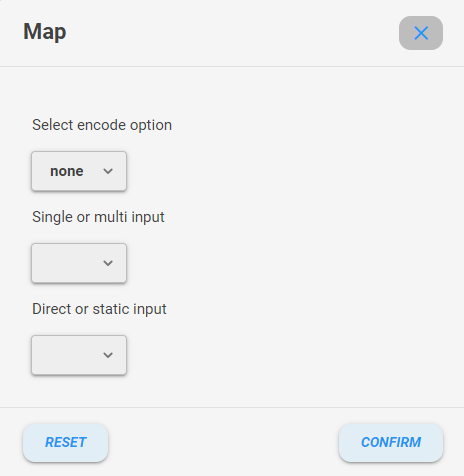 Map
Select encode option
none
Single or multi input
Direct or static input
RESET
CONFIRM